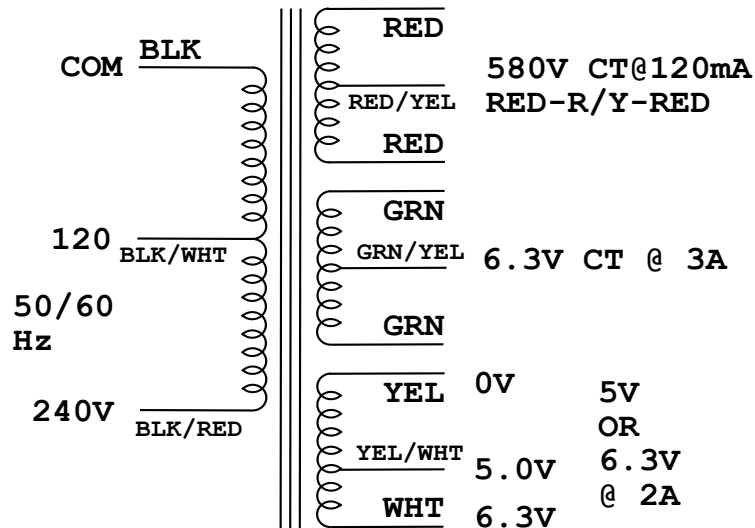 COM
BLK
120
BLK/WHT
50/60
Hz
240V
BLK/RED
RED
RED/YEL
RED
580V CT@120mA
RED-R/Y-RED
GRN
GRN/YEL
GRN
6.3V CT @ 3A
YEL
YEL/WHT
WHT
0V
5.0V
6.3V
5V
OR
6.3V
@ 2A